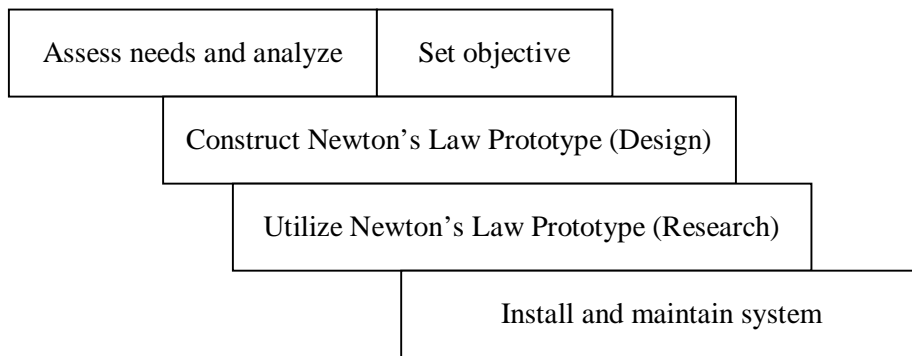 Assess needs and analyze
Set objective
Construct Newton’s Law Prototype (Design)
Utilize Newton’s Law Prototype (Research)
Install and maintain system